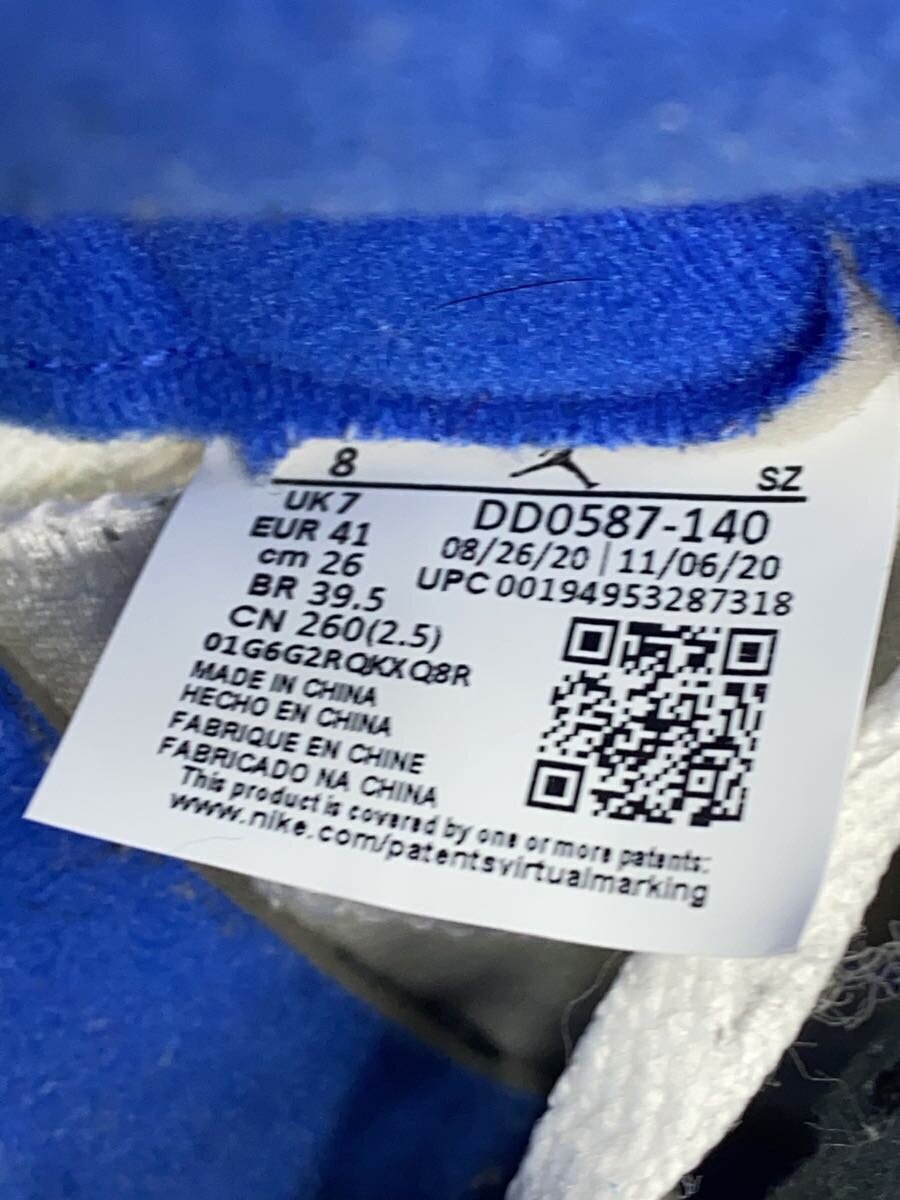 8
SZ
UK 7
EUR 41
cm 26
BR 39.5
CN 260(2.5)
01G6G2RQKXQ8R
MADE IN CHINA
HECHO EN CHINA
FABRIQUE EN CHINE
FABRICADO NA CHINA
DD0587-140
08/26/20 | 11/06/20
UPC 00194953287318
This product is covered by one or more patents:
www.nike.com/patentsvirtualmarking